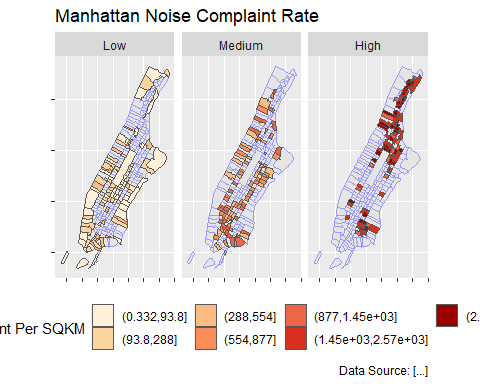 Manhattan Noise Complaint Rate
Low Medium High
nt Per SQKM
(0.332,93.8] (288,554] (877,1.45e+03] (2.
(93.8,288] (554,877] (1.45e+03,2.57e+03]
Data Source: [...]